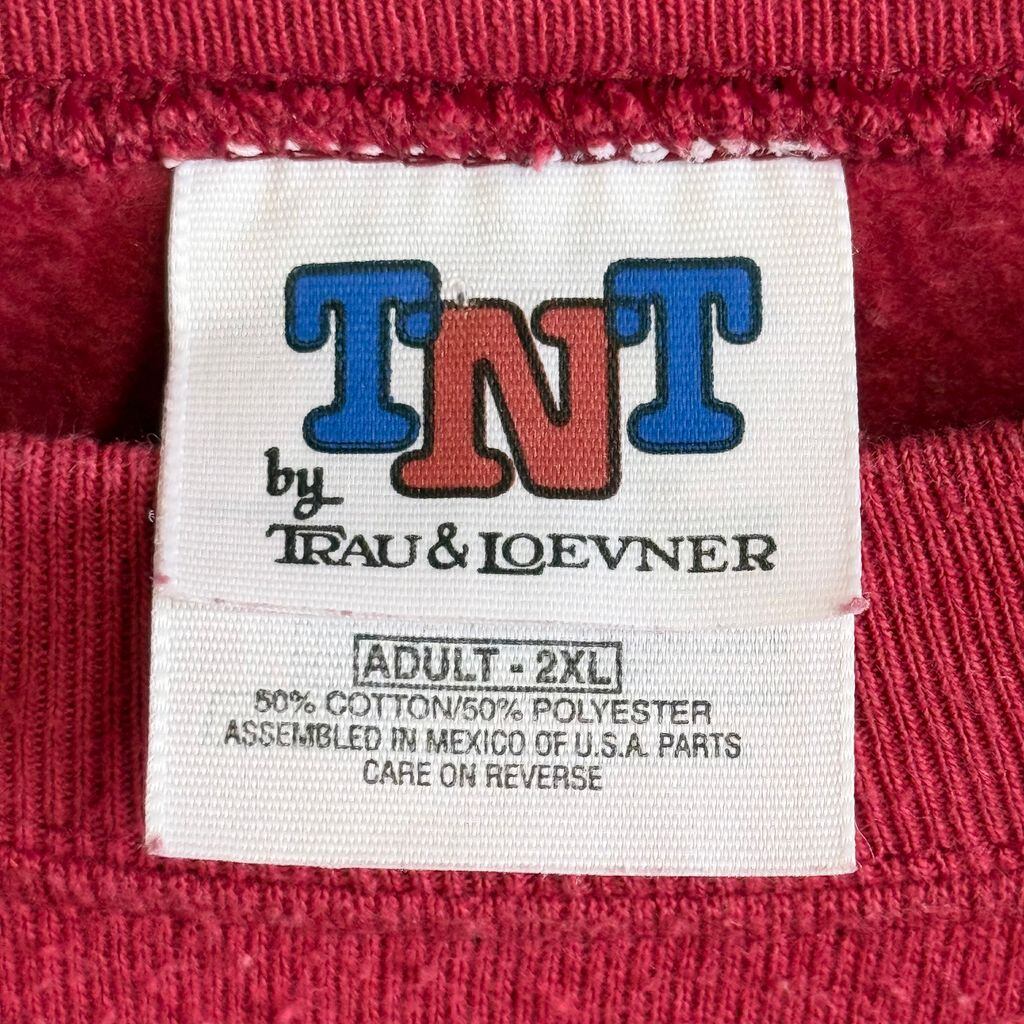 TNT
by
TRAU & LOEVNER
ADULT - 2XL
50% COTTON/50% POLYESTER
ASSEMBLED IN MEXICO OF U.S.A. PARTS
CARE ON REVERSE